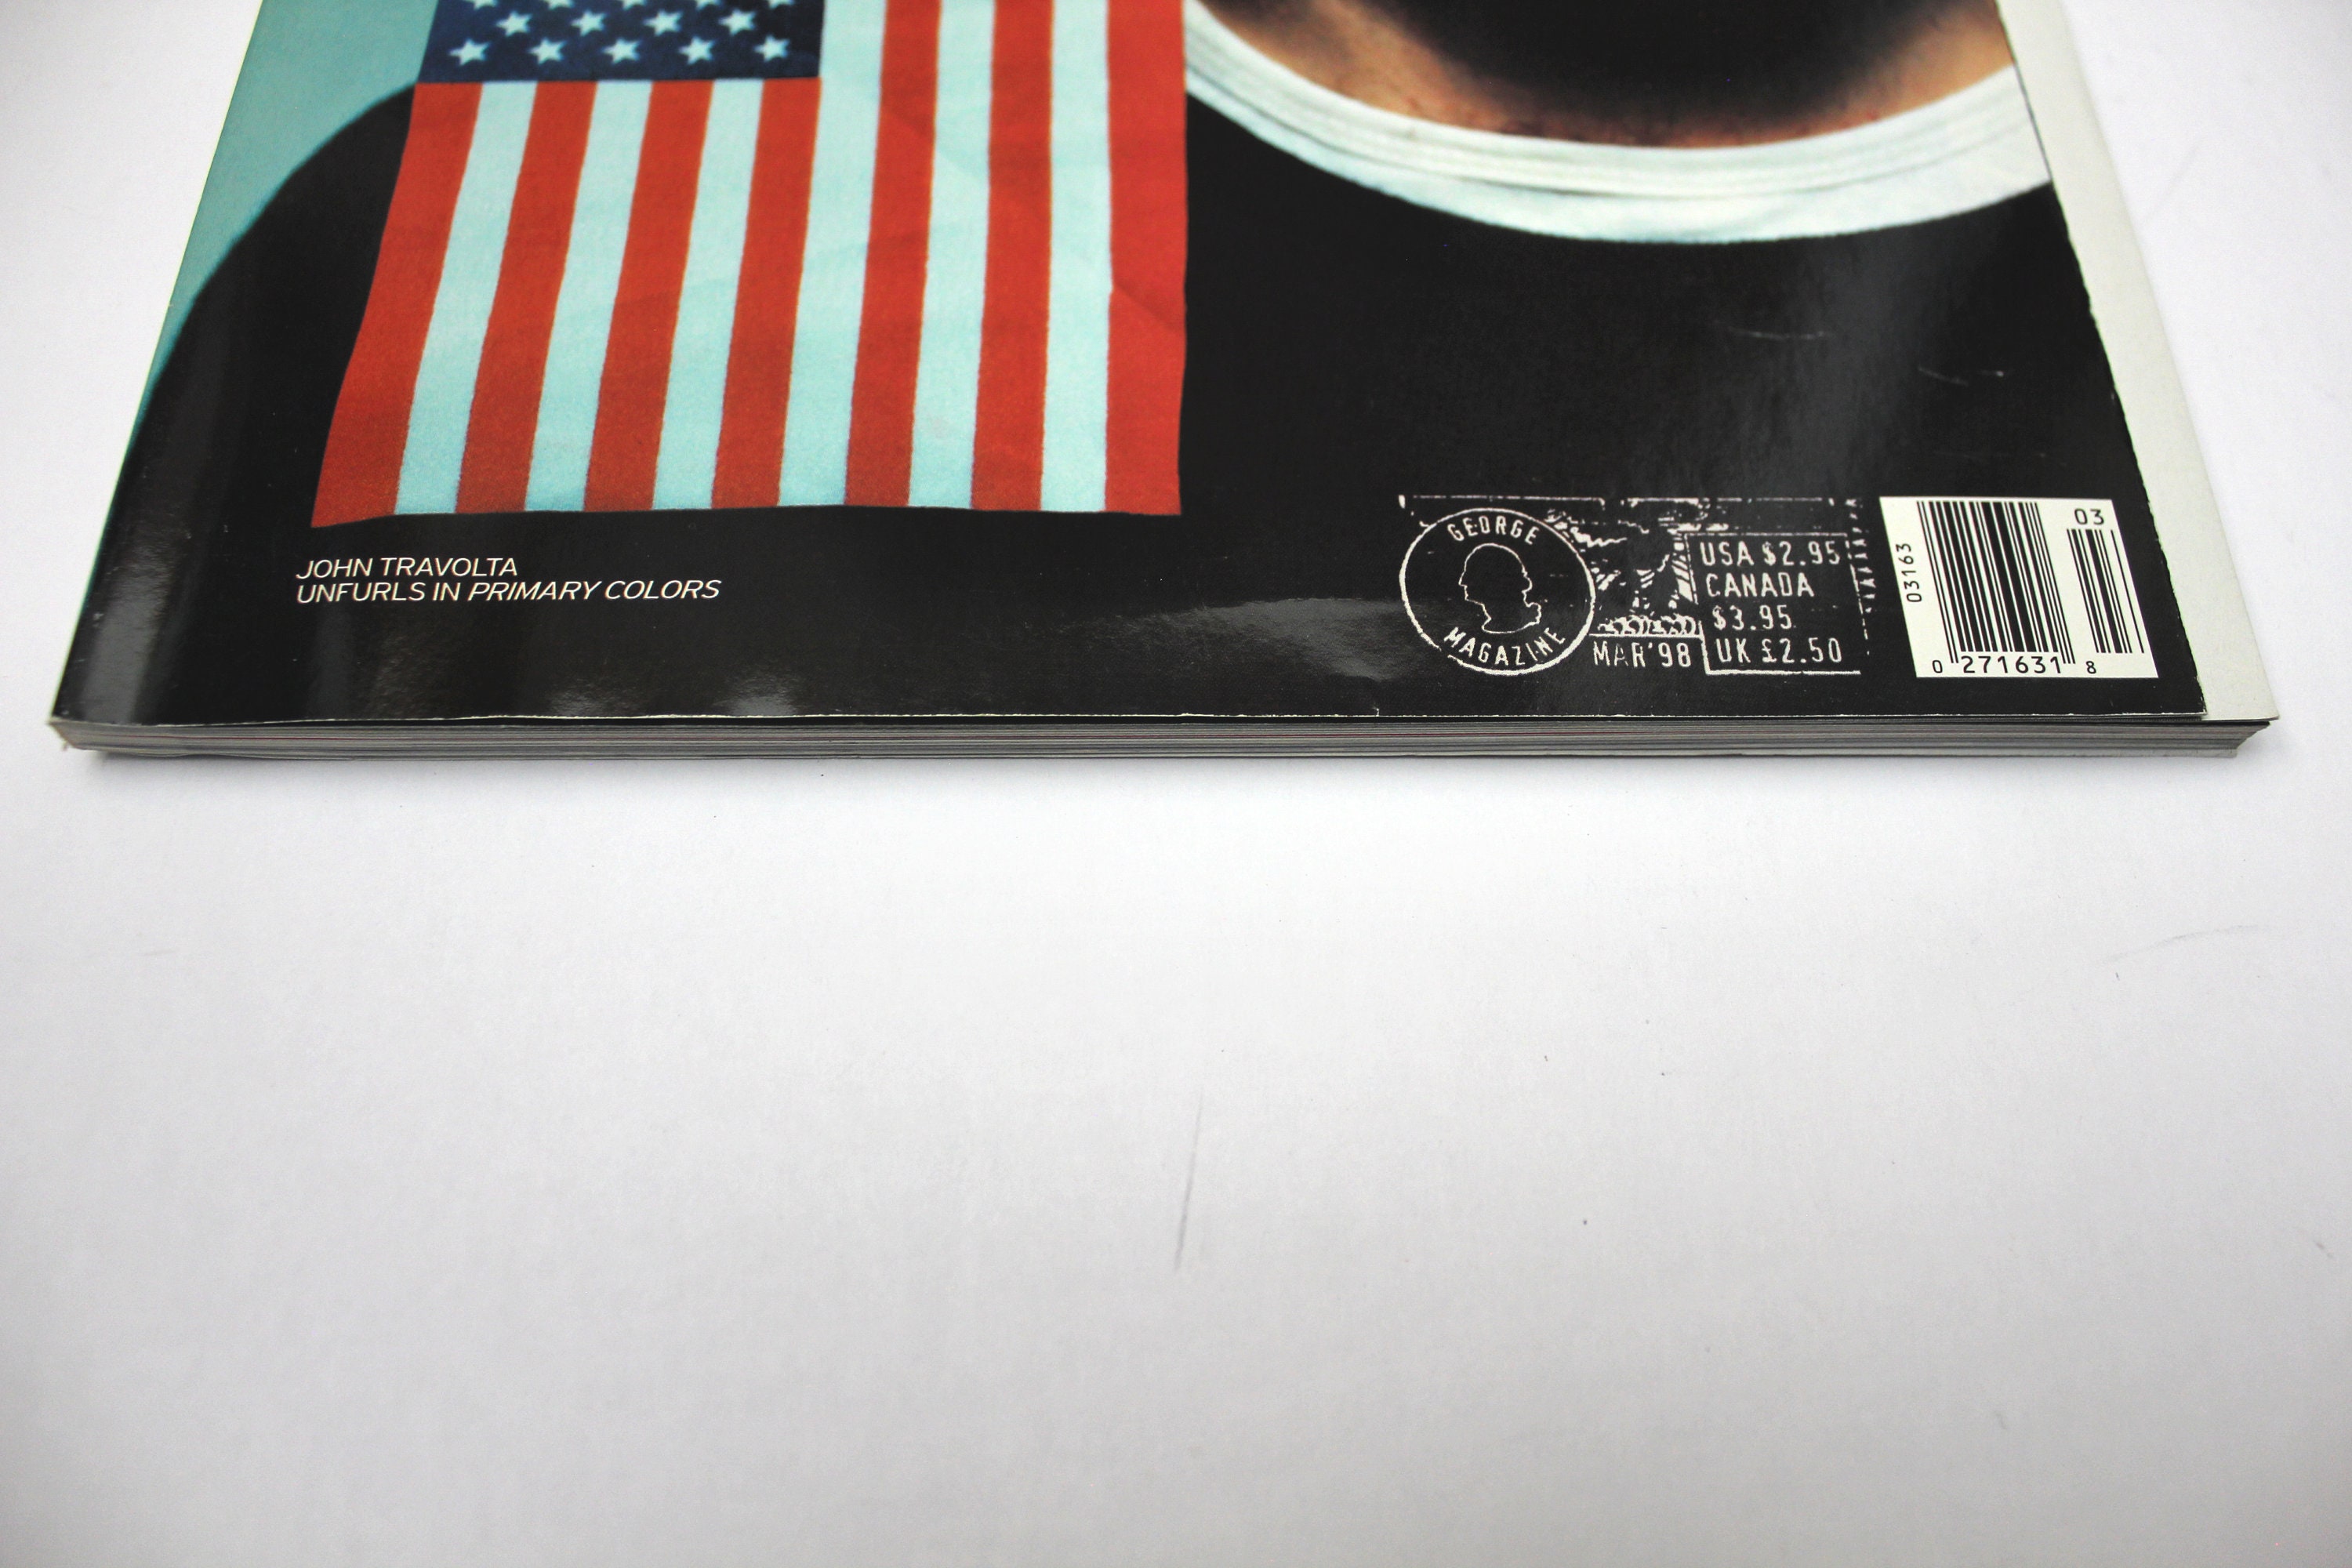 JOHN TRAVOLTA
UNFURLS IN PRIMARY COLORS
GEORGE
MAGAZINE
MAR'98
USA $2.95
CANADA
$3.95
UK £2.50
03163
03
0 271631 8